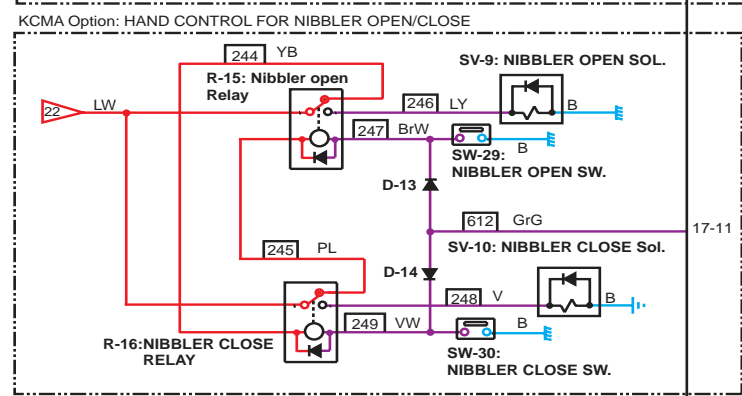 KCMA Option: HAND CONTROL FOR NIBBLER OPEN/CLOSE
244 YB
SV-9: NIBBLER OPEN SOL.
R-15: Nibbler open
Relay
22 LW
246 LY
B
247 BrW
B
SW-29:
NIBBLER OPEN SW.
D-13
612 GrG
17-11
SV-10: NIBBLER CLOSE Sol.
245 PL
D-14
248 V
B
249 VW
B
R-16:NIBBLER CLOSE
RELAY
SW-30:
NIBBLER CLOSE SW.